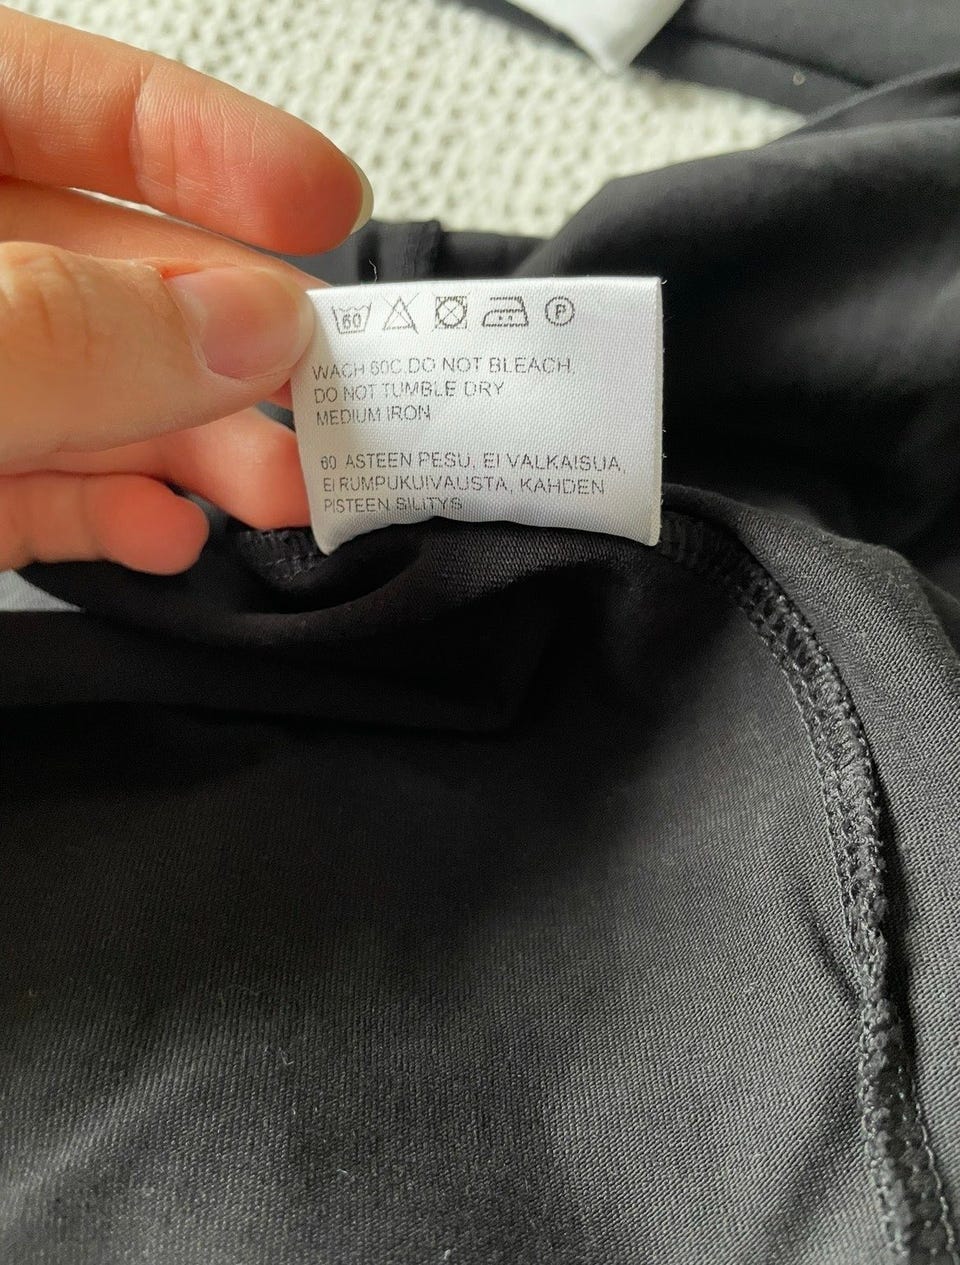 60 P
WACH 60C.DO NOT BLEACH.
DO NOT TUMBLE DRY
MEDIUM IRON
60 ASTEEN PESU, EI VALKAISUA,
EI RUMPUKUIVAUSTA, KAHDEN
PISTEEN SILITYS